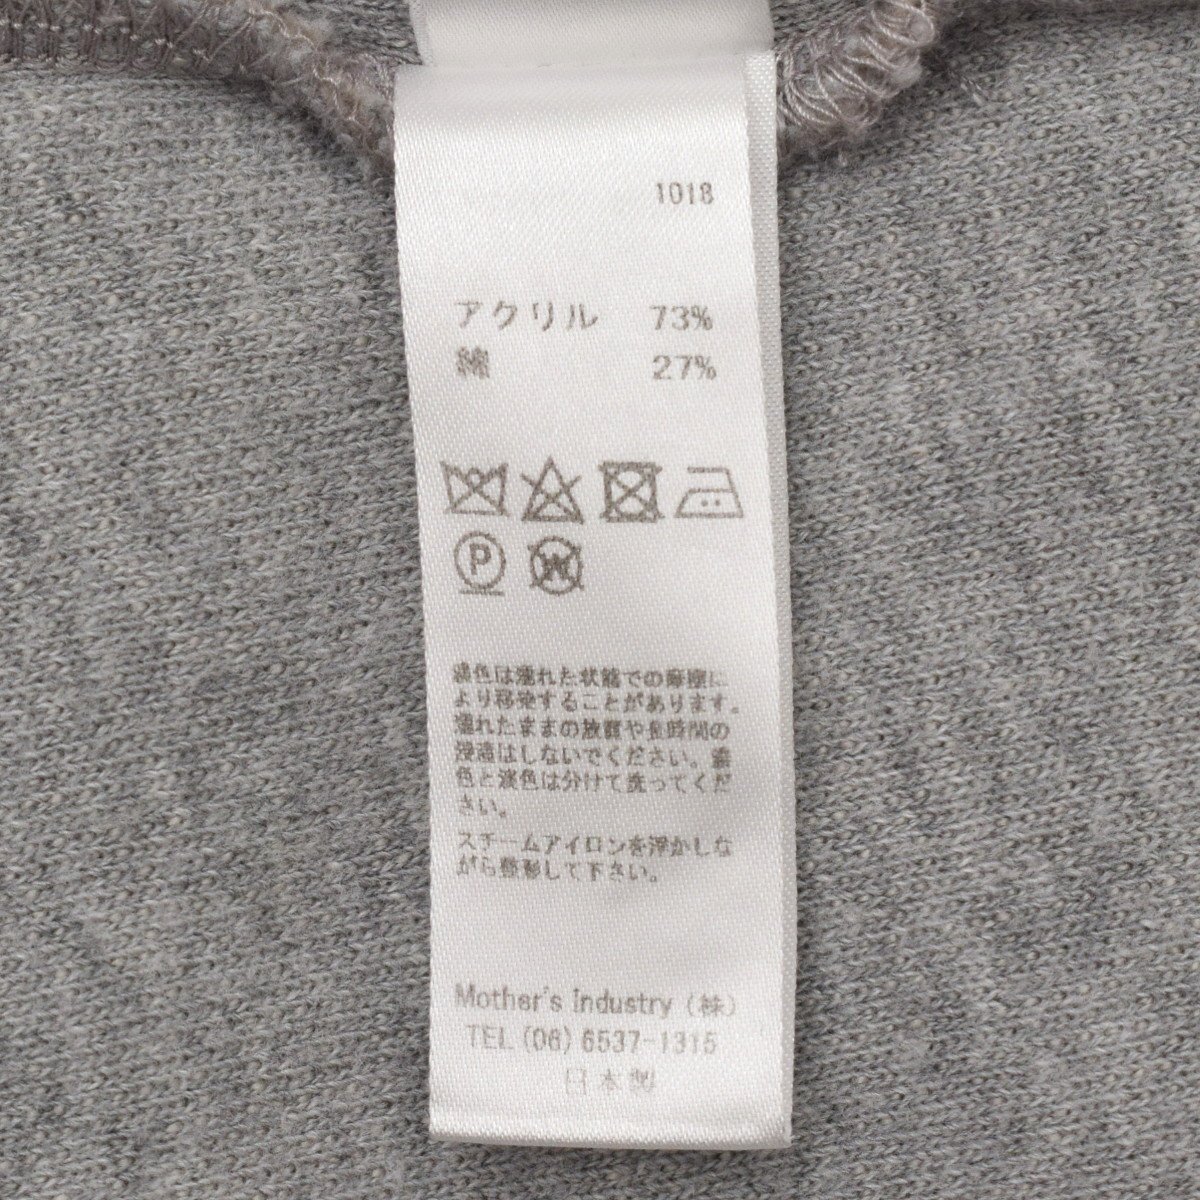 1018
アクリル 73%
綿 27%
P
W
濃色は濡れた状態での摩擦に
より移染することがあります。
濡れたままの放置や長時間の
浸漬はしないでください。濃
色と淡色は分けて洗ってくだ
さい。
スチームアイロンを浮かしな
がら整形して下さい。
Mother's Industry (株)
TEL (06) 6537-1315
日本製